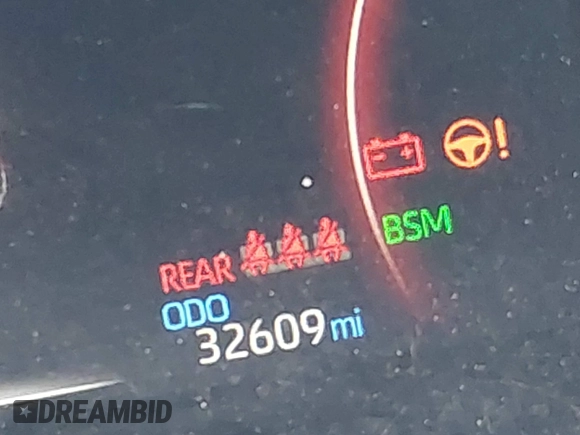 BSM
REAR
ODO
32609 mi
DREAMBID